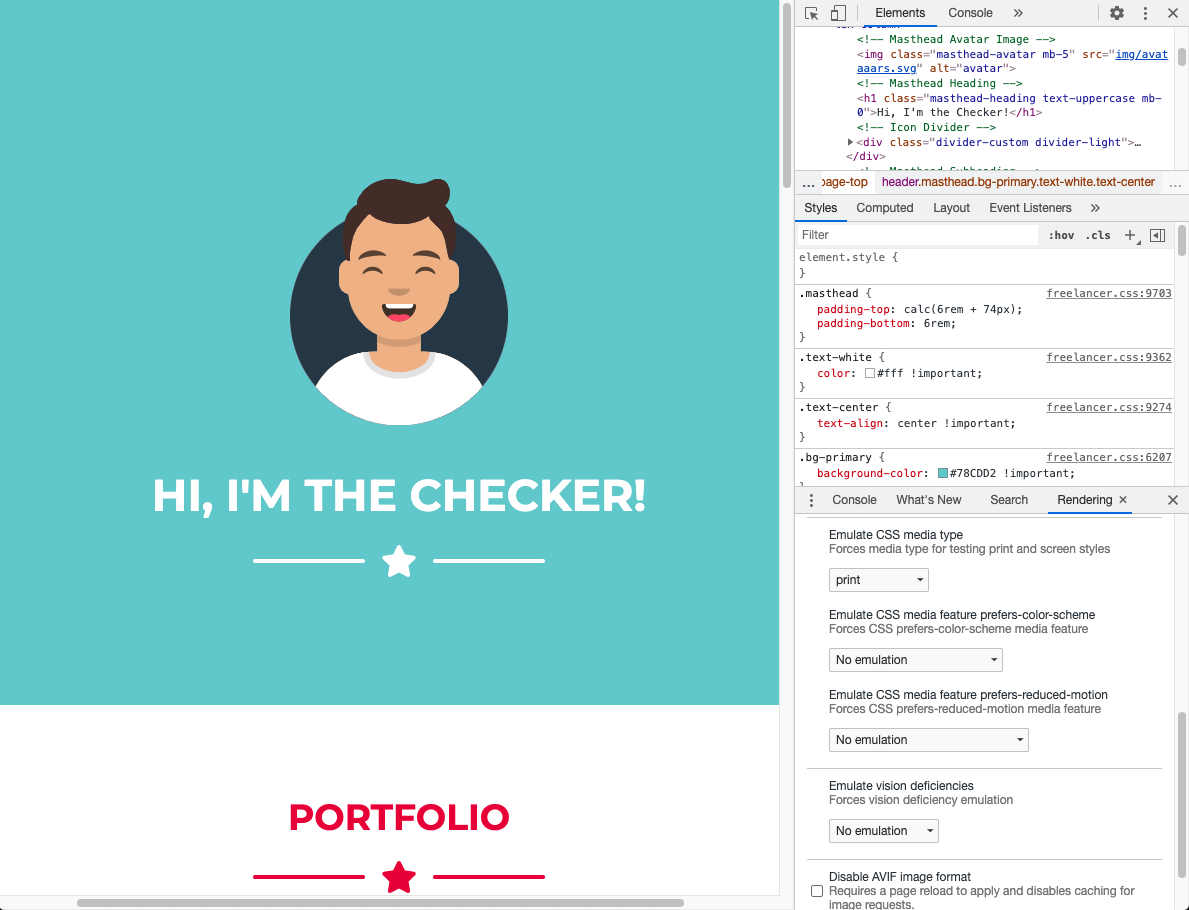 HI, I'M THE CHECKER!
PORTFOLIO
Elements Console »
<!-- Masthead Avatar Image -->
<img class="masthead-avatar mb-5" src="img/avat
aaars.svg" alt="avatar">
<!-- Masthead Heading -->
<h1 class="masthead-heading text-uppercase mb-
0">Hi, I'm the Checker!</h1>
<!-- Icon Divider -->
<div class="divider-custom divider-light">…
</div>
... page-top header.masthead.bg-primary.text-white.text-center ...
Styles Computed Layout Event Listeners »
Filter :hov .cls +
element.style {
}
.masthead { freelancer.css:9703
padding-top: calc(6rem + 74px);
padding-bottom: 6rem;
}
.text-white { freelancer.css:9362
color: #fff !important;
}
.text-center { freelancer.css:9274
text-align: center !important;
}
.bg-primary { freelancer.css:6207
background-color: #78CDD2 !important;
Console What's New Search Rendering ×
Emulate CSS media type
Forces media type for testing print and screen styles
print
Emulate CSS media feature prefers-color-scheme
Forces CSS prefers-color-scheme media feature
No emulation
Emulate CSS media feature prefers-reduced-motion
Forces CSS prefers-reduced-motion media feature
No emulation
Emulate vision deficiencies
Forces vision deficiency emulation
No emulation
Disable AVIF image format
Requires a page reload to apply and disables caching for
image requests.